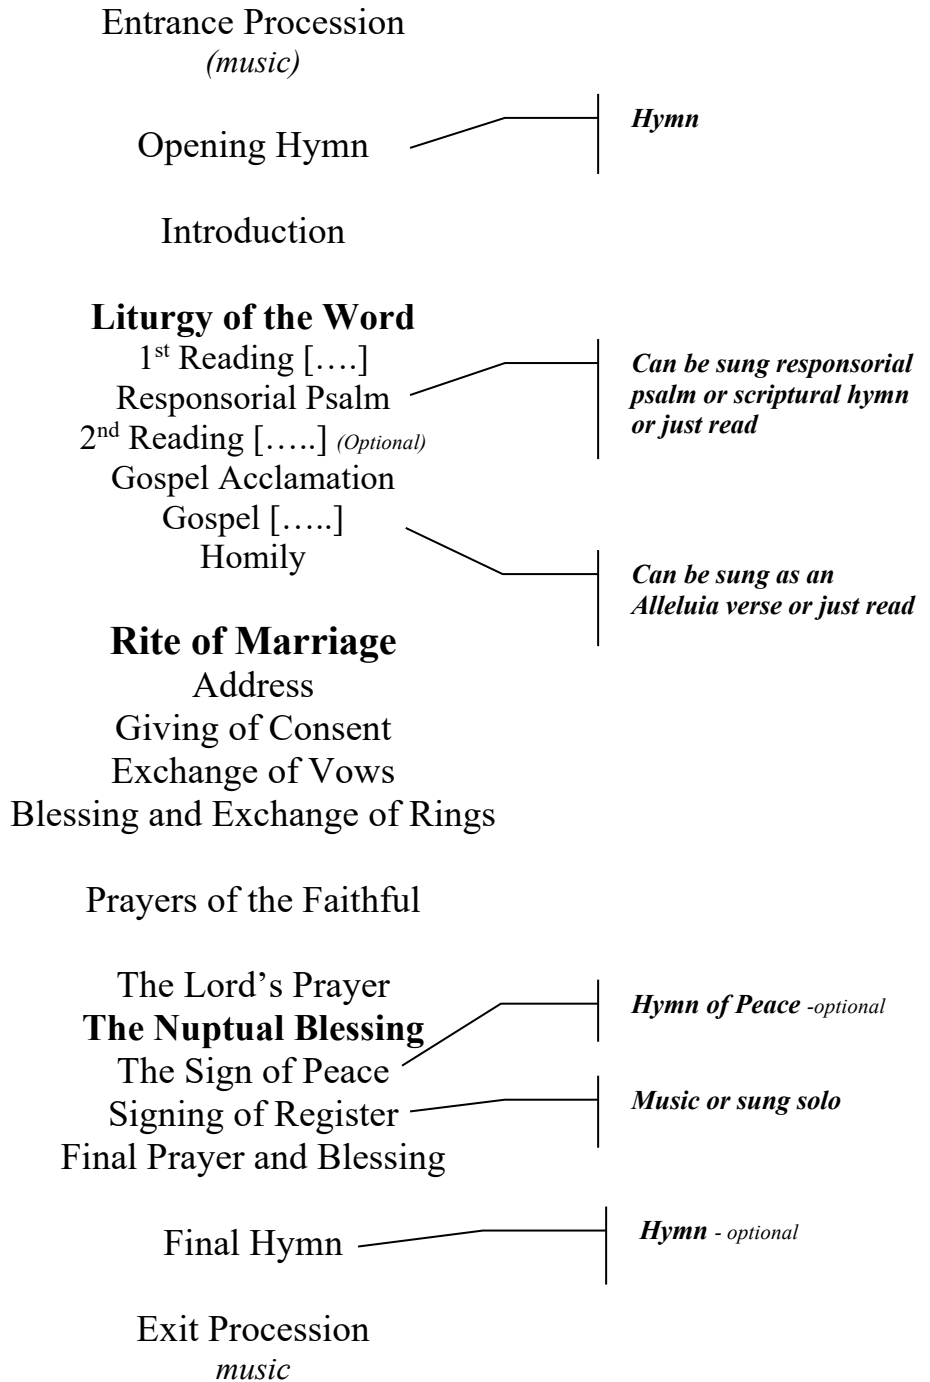 Entrance Procession
(music)
Opening Hymn
Hymn
Introduction
Liturgy of the Word
1st Reading [….]
Responsorial Psalm
Can be sung responsorial
psalm or scriptural hymn
or just read
2nd Reading […..] (Optional)
Gospel Acclamation
Gospel […..]
Homily
Can be sung as an
Alleluia verse or just read
Rite of Marriage
Address
Giving of Consent
Exchange of Vows
Blessing and Exchange of Rings
Prayers of the Faithful
The Lord’s Prayer
The Nuptual Blessing
The Sign of Peace
Hymn of Peace -optional
Signing of Register
Music or sung solo
Final Prayer and Blessing
Final Hymn
Hymn - optional
Exit Procession
music